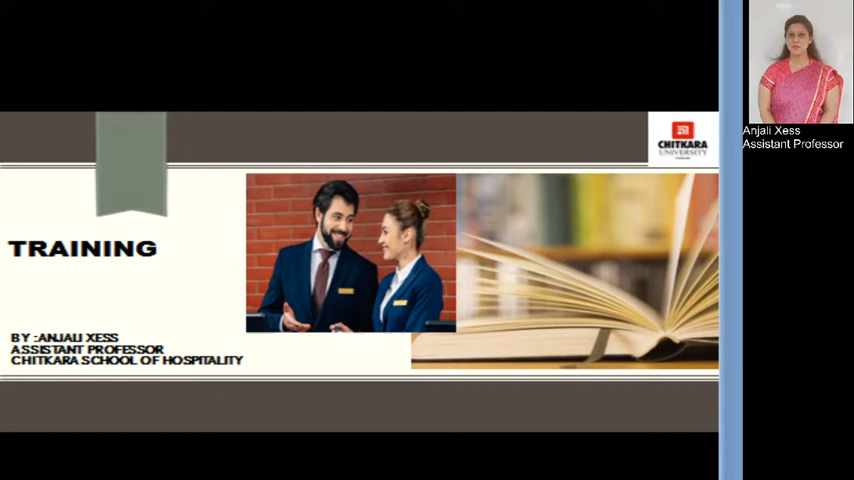 CHITKARA
UNIVERSITY
TRAINING
BY :ANJALI XESS
ASSISTANT PROFESSOR
CHITKARA SCHOOL OF HOSPITALITY
Anjali Xess
Assistant Professor